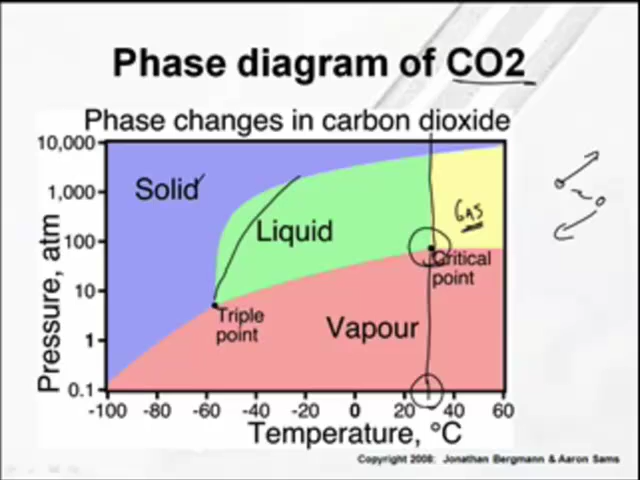 Phase diagram of CO2
Phase changes in carbon dioxide
10,000
1,000
100
10
1
0.1
Pressure, atm
Solid
Liquid
GAS
Critical
point
Triple
point
Vapour
-100 -80 -60 -40 -20 0 20 40 60
Temperature, °C
Copyright 2008: Jonathan Bergmann & Aaron Sams